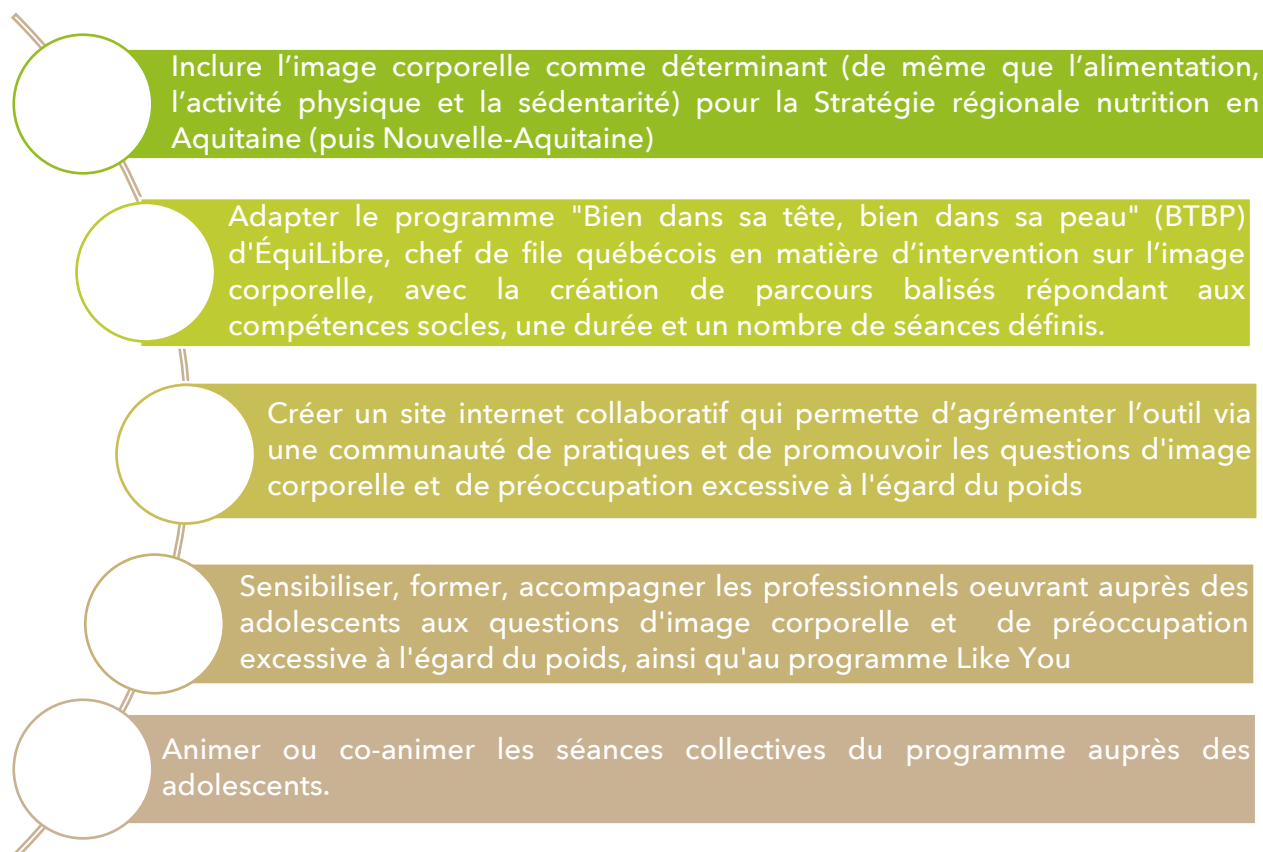 Inclure l’image corporelle comme déterminant (de même que l’alimentation,
l’activité physique et la sédentarité) pour la Stratégie régionale nutrition en
Aquitaine (puis Nouvelle-Aquitaine)
Adapter le programme "Bien dans sa tête, bien dans sa peau" (BTBP)
d'ÉquiLibre, chef de file québécois en matière d’intervention sur l’image
corporelle, avec la création de parcours balisés répondant aux
compétences socles, une durée et un nombre de séances définis.
Créer un site internet collaboratif qui permette d’agrémenter l’outil via
une communauté de pratiques et de promouvoir les questions d'image
corporelle et de préoccupation excessive à l'égard du poids
Sensibiliser, former, accompagner les professionnels oeuvrant auprès des
adolescents aux questions d'image corporelle et de préoccupation
excessive à l'égard du poids, ainsi qu'au programme Like You
Animer ou co-animer les séances collectives du programme auprès des
adolescents.